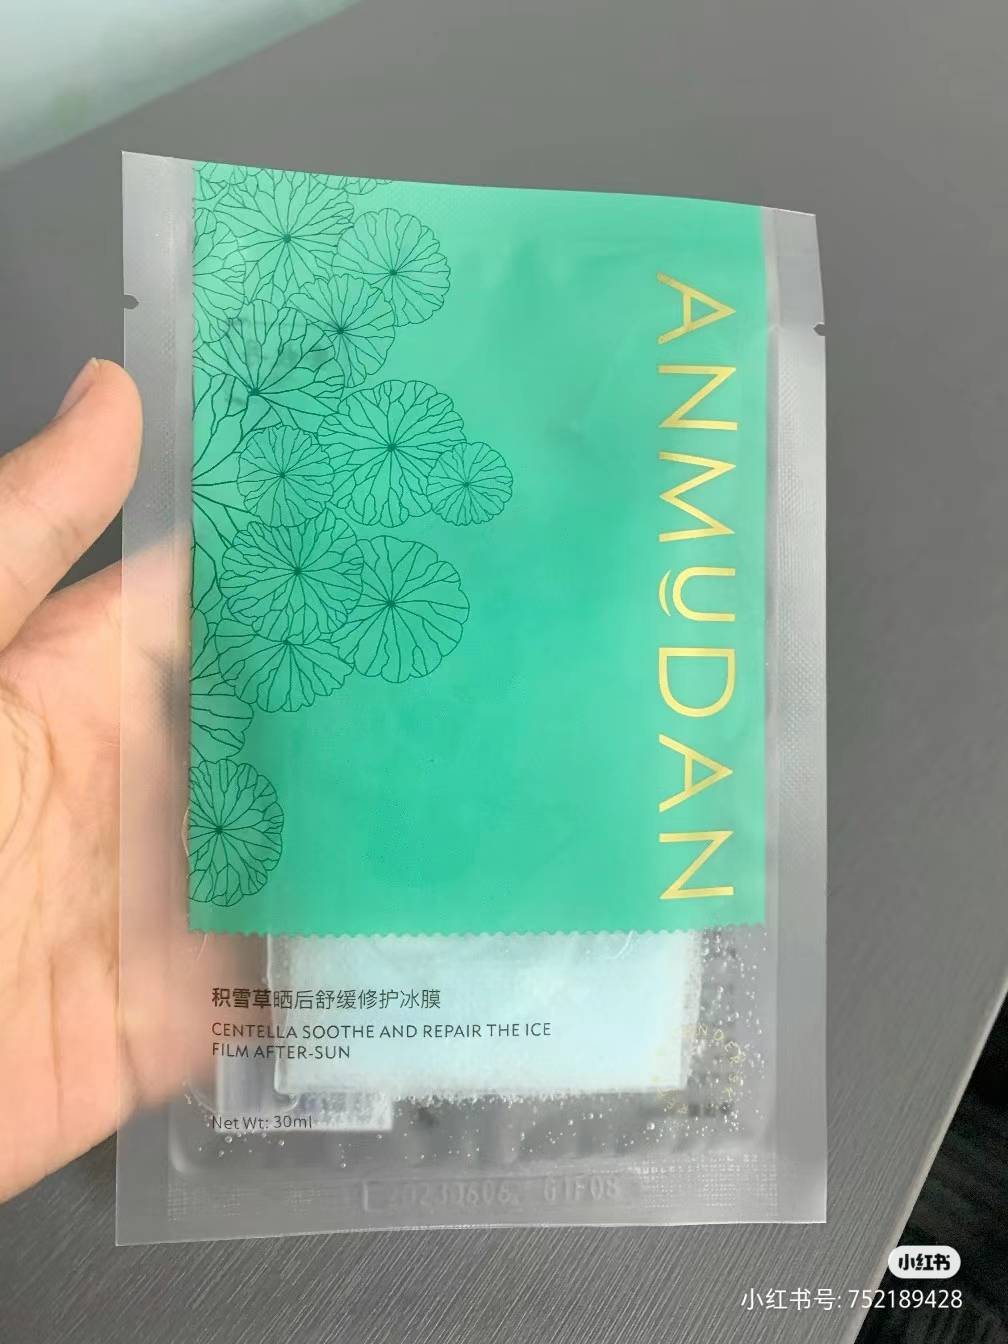 ANMUDAN
积雪草晒后舒缓修护冰膜
CENTELLA SOOTHE AND REPAIR THE ICE
FILM AFTER-SUN
Net Wt: 30ml
小红书
小红书号: 752189428